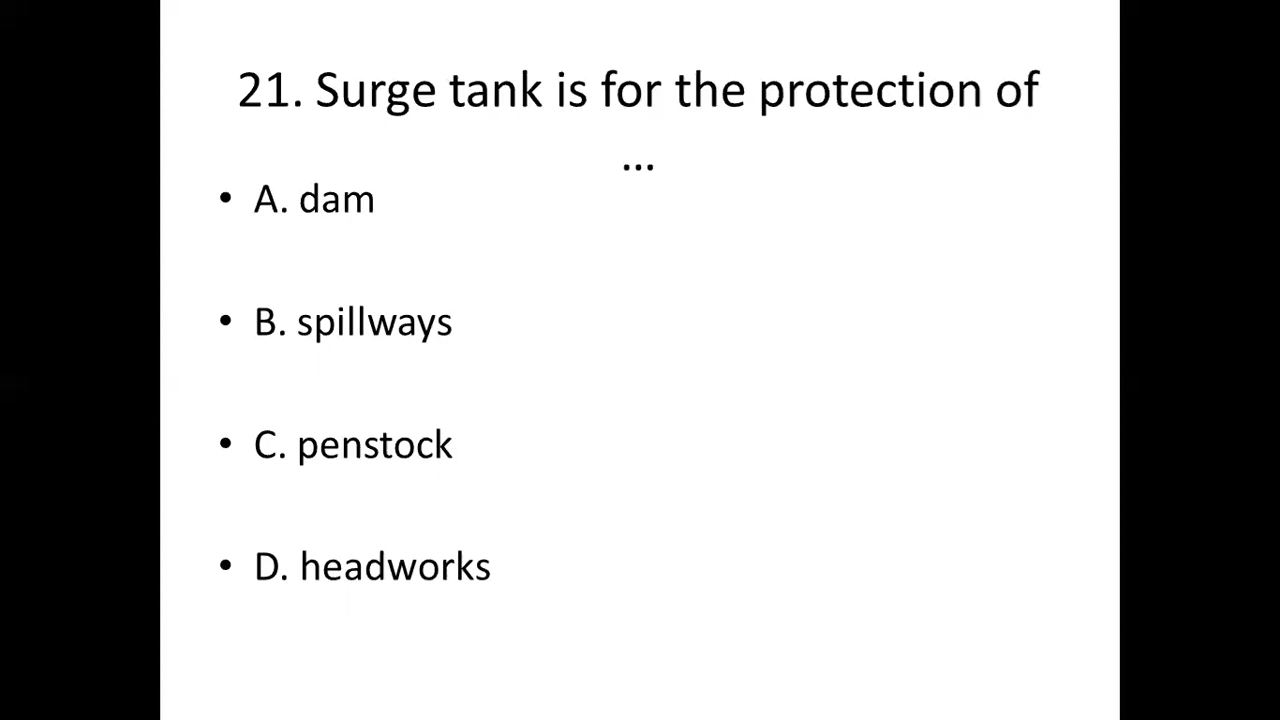 21. Surge tank is for the protection of
...
• A. dam
• B. spillways
• C. penstock
• D. headworks